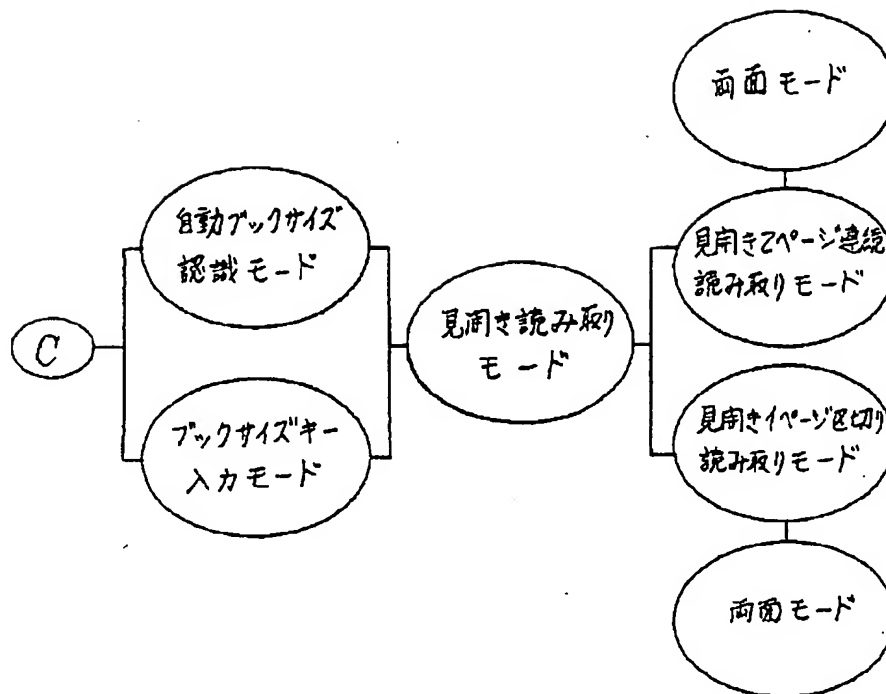 両面モード
自動ブックサイズ
認識モード
見開き2ページ連続
読み取りモード
C
見開き読み取り
モード
ブックサイズキー
入力モード
見開き1ページ区切り
読み取りモード
両面モード